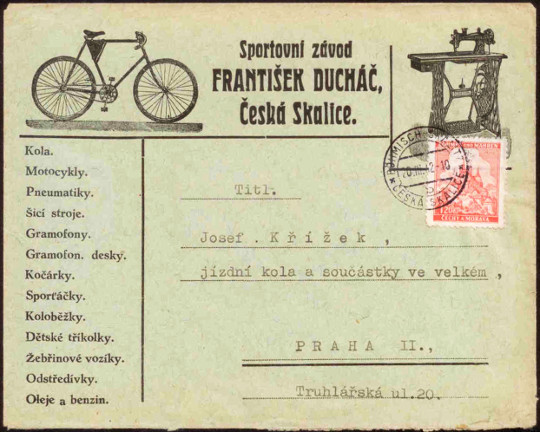 Sportovní závod
FRANTIŠEK DUCHÁČ,
Česká Skalice.
Kola.
Motocykly.
Pneumatiky.
Šicí stroje.
Gramofony.
Gramofon. desky.
Kočárky.
Sporťáčky.
Koloběžky.
Dětské tříkolky.
Žebřinové vozíky.
Odstředivky.
Oleje a benzin.
Titl.
Josef . Křížek ,
jízdní kola a součástky ve velkém ,
PRAHA II.,
Truhlářská ul.20.
ČESKÁ SKALICE
ČECHY A MORAVA